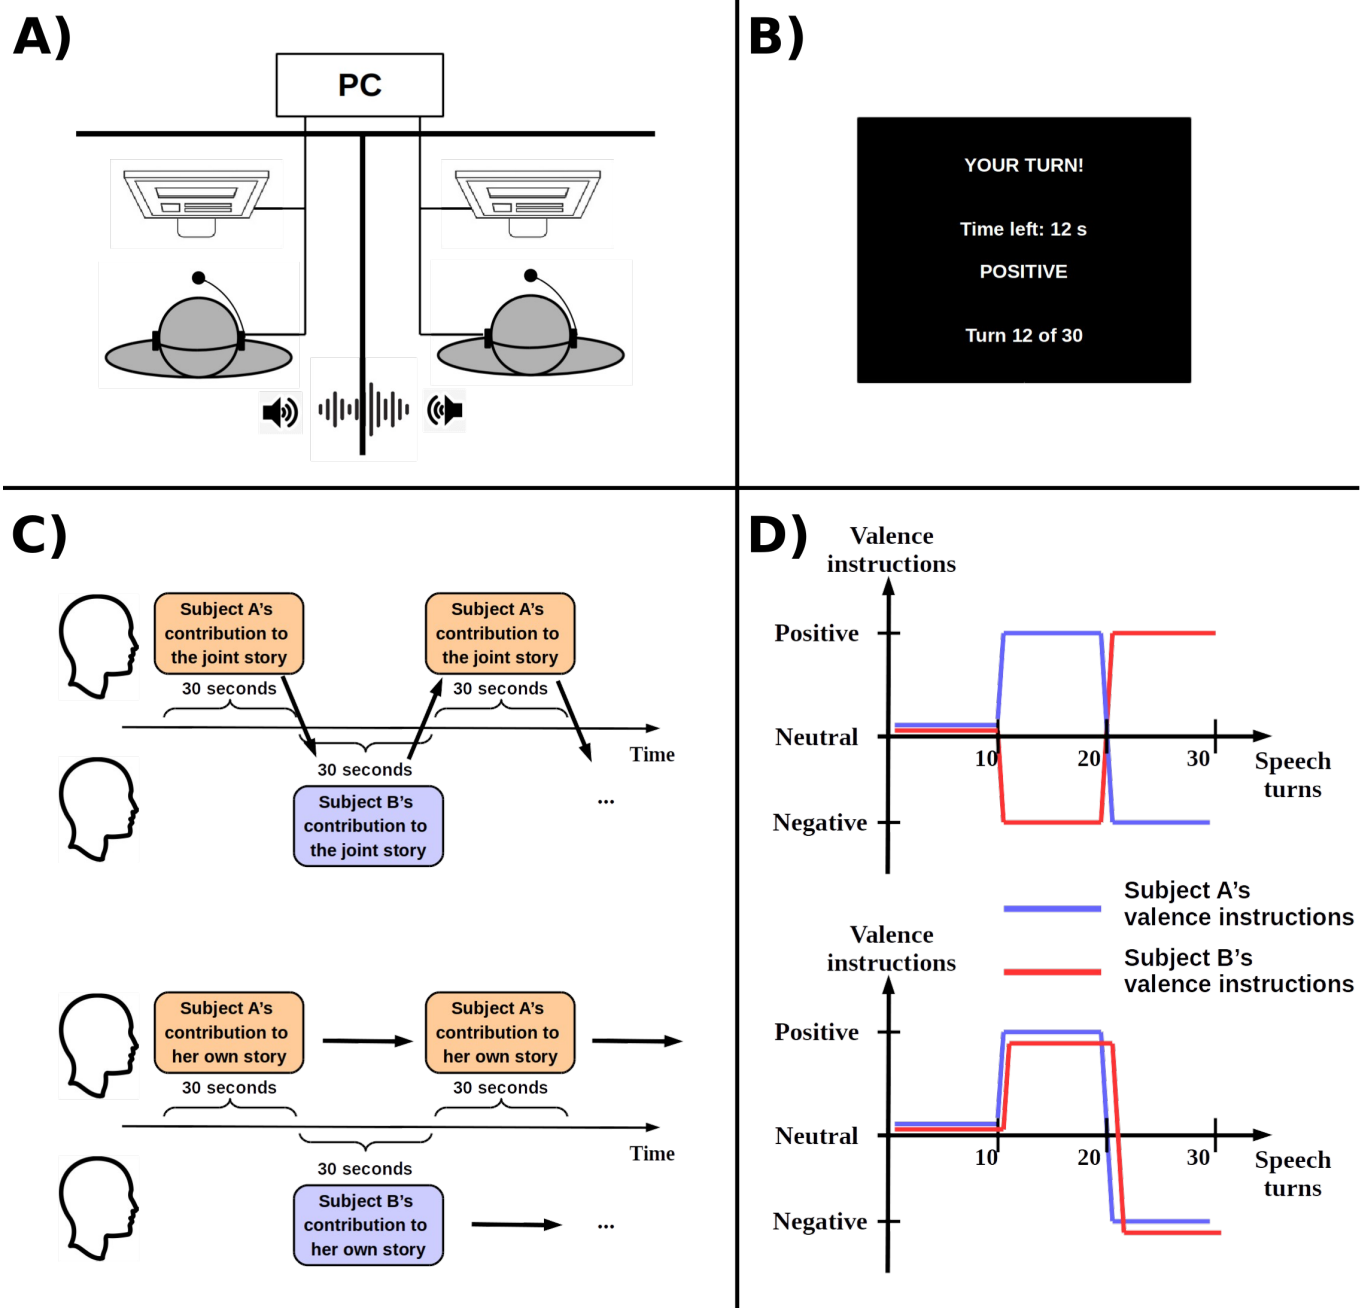 A)
PC
B)
YOUR TURN!
Time left: 12 s
POSITIVE
Turn 12 of 30
C)
Subject A's
contribution to
the joint story
30 seconds
Subject A's
contribution to
the joint story
30 seconds
Time
30 seconds
Subject B's
contribution to
the joint story
...
Subject A's
contribution to
her own story
30 seconds
Subject A's
contribution to
her own story
30 seconds
Time
30 seconds
Subject B's
contribution to
her own story
...
D)
Valence
instructions
Positive
Neutral
Negative
10
20
30
Speech
turns
Subject A's
valence instructions
Subject B's
valence instructions
Valence
instructions
Positive
Neutral
Negative
10
20
30
Speech
turns